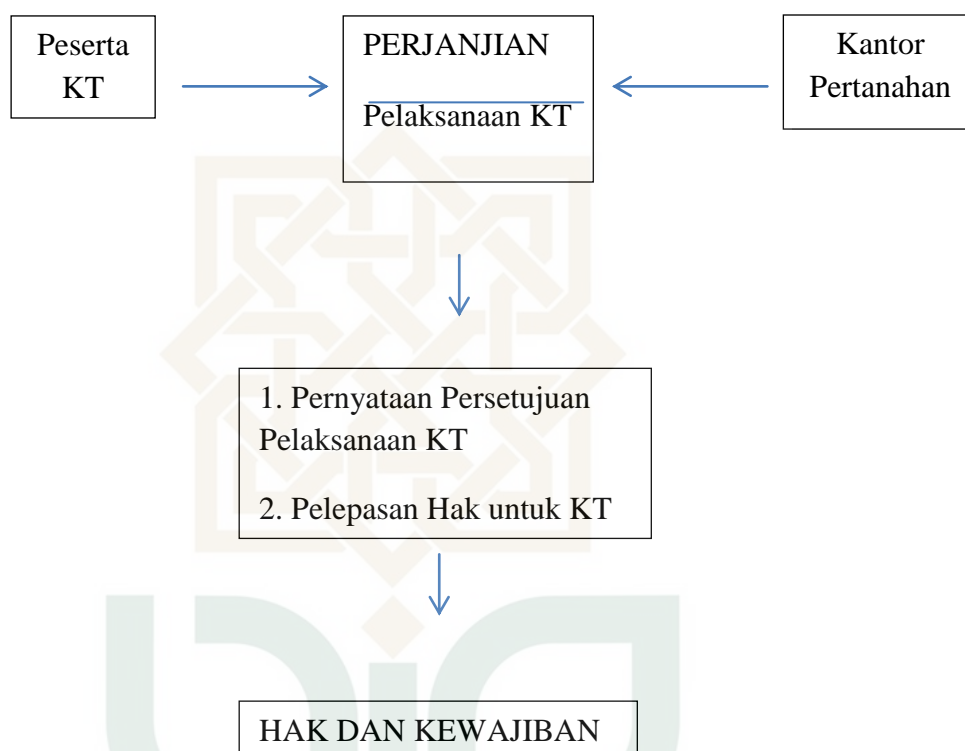 Peserta
KT
PERJANJIAN
Pelaksanaan KT
Kantor
Pertanahan
1. Pernyataan Persetujuan
Pelaksanaan KT
2. Pelepasan Hak untuk KT
HAK DAN KEWAJIBAN